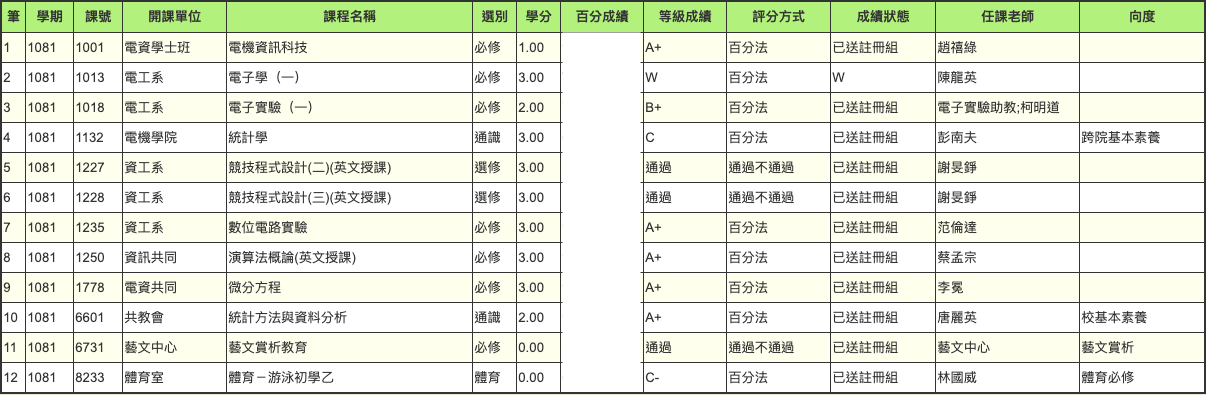 筆 學期 課號 開課單位 課程名稱 選別 學分 百分成績 等級成績 評分方式 成績狀態 任課老師 向度
1 1081 1001 電資學士班 電機資訊科技 必修 1.00 A+ 百分法 已送註冊組 趙禧綠
2 1081 1013 電工系 電子學（一） 必修 3.00 W 百分法 W 陳龍英
3 1081 1018 電工系 電子實驗（一） 必修 2.00 B+ 百分法 已送註冊組 電子實驗助教;柯明道
4 1081 1132 電機學院 統計學 通識 3.00 C 百分法 已送註冊組 彭南夫 跨院基本素養
5 1081 1227 資工系 競技程式設計(二)(英文授課) 選修 3.00 通過 通過不通過 已送註冊組 謝旻錚
6 1081 1228 資工系 競技程式設計(三)(英文授課) 選修 3.00 通過 通過不通過 已送註冊組 謝旻錚
7 1081 1235 資工系 數位電路實驗 必修 3.00 A+ 百分法 已送註冊組 范倫達
8 1081 1250 資訊共同 演算法概論(英文授課) 必修 3.00 A+ 百分法 已送註冊組 蔡孟宗
9 1081 1778 電資共同 微分方程 必修 3.00 A+ 百分法 已送註冊組 李冕
10 1081 6601 共教會 統計方法與資料分析 通識 2.00 A+ 百分法 已送註冊組 唐麗英 校基本素養
11 1081 6731 藝文中心 藝文賞析教育 必修 0.00 通過 通過不通過 已送註冊組 藝文中心 藝文賞析
12 1081 8233 體育室 體育－游泳初學乙 體育 0.00 C- 百分法 已送註冊組 林國威 體育必修